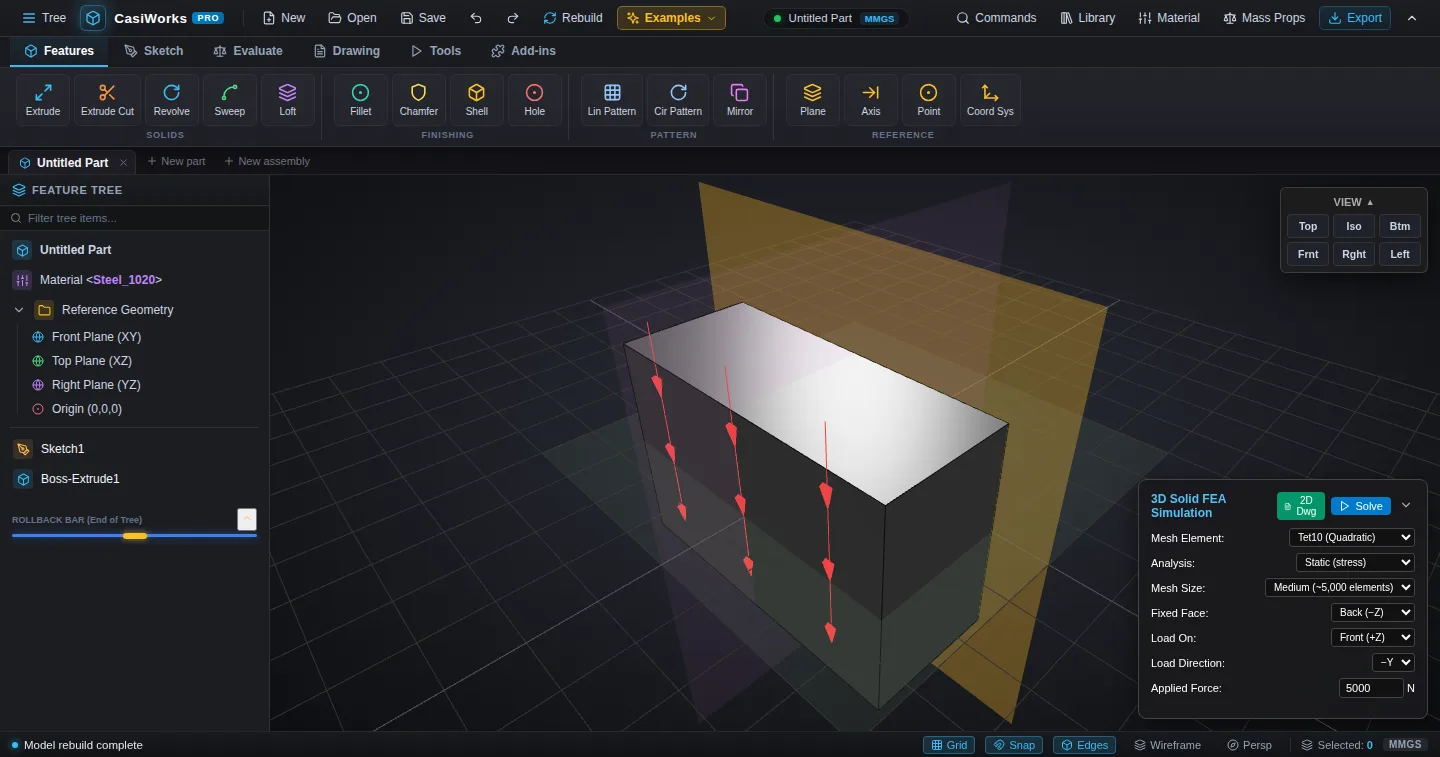 Tree CasiWorks PRO New Open Save Rebuild Examples Untitled Part MMGS Commands Library Material Mass Props Export
Features Sketch Evaluate Drawing Tools Add-ins
Extrude Extrude Cut Revolve Sweep Loft Fillet Chamfer Shell Hole Lin Pattern Cir Pattern Mirror Plane Axis Point Coord Sys
SOLIDS FINISHING PATTERN REFERENCE
Untitled Part New part New assembly
FEATURE TREE
Filter tree items...
Untitled Part
Material <Steel_1020>
Reference Geometry
Front Plane (XY)
Top Plane (XZ)
Right Plane (YZ)
Origin (0,0,0)
Sketch1
Boss-Extrude1
ROLLBACK BAR (End of Tree)
VIEW ▲
Top Iso Btm
Frnt Rght Left
3D Solid FEA
Simulation
2D
Dwg
Solve
Mesh Element: Tet10 (Quadratic)
Analysis: Static (stress)
Mesh Size: Medium (~5,000 elements)
Fixed Face: Back (−Z)
Load On: Front (+Z)
Load Direction: −Y
Applied Force: 5000 N
Model rebuild complete Grid Snap Edges Wireframe Persp Selected: 0 MMGS